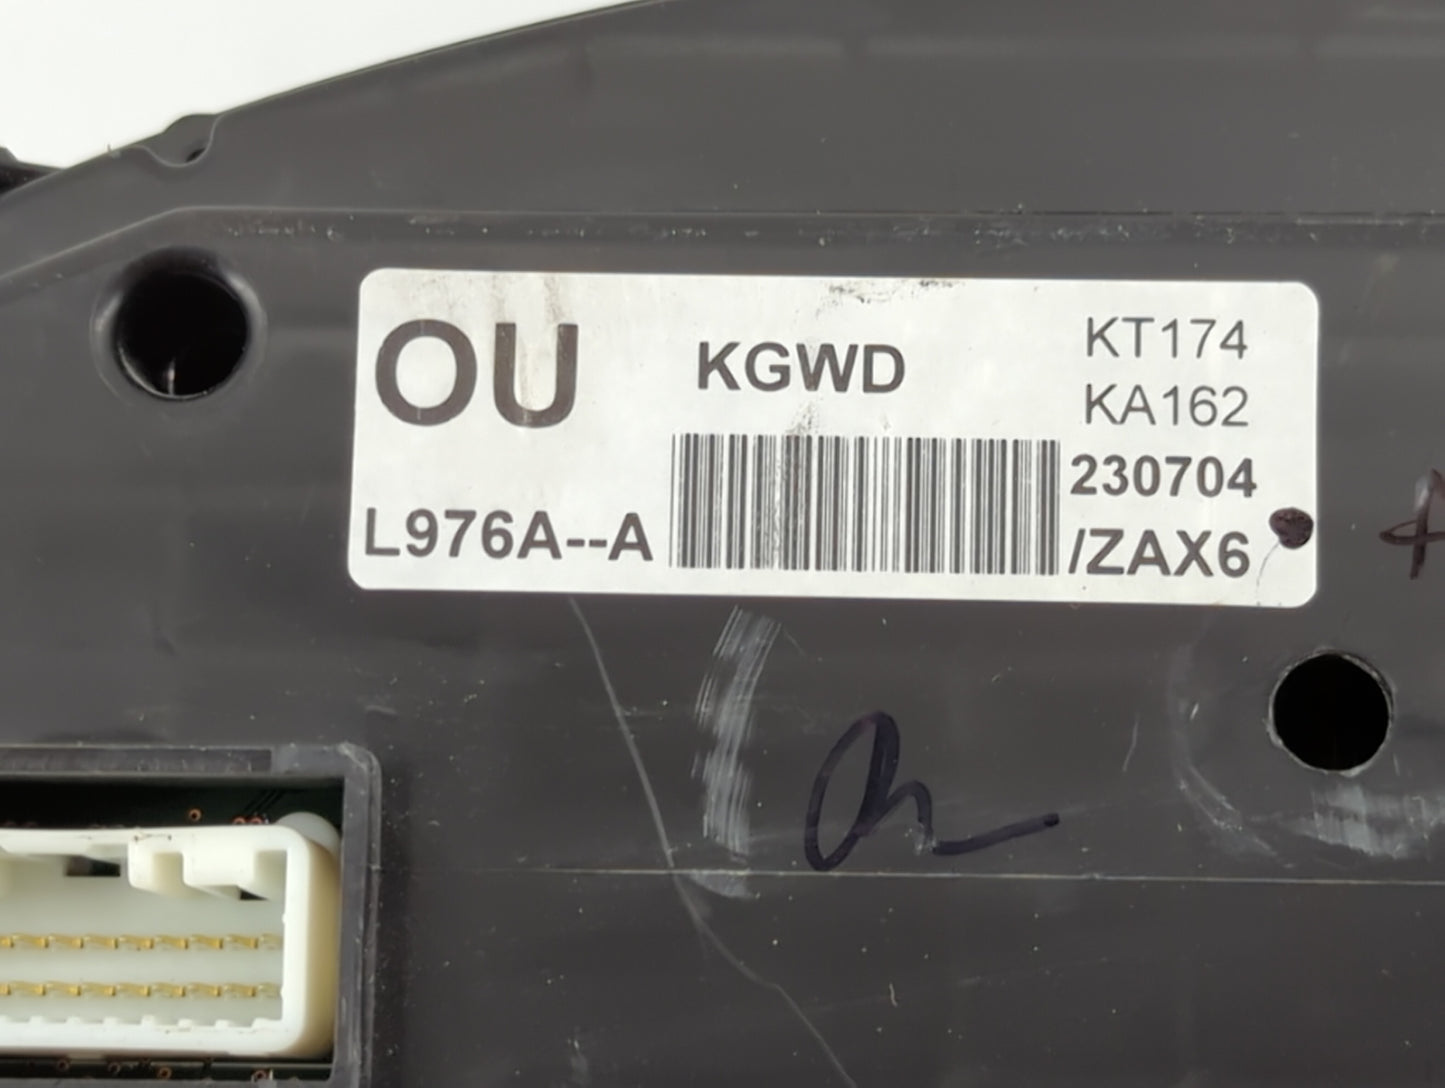 OU KGWD KT174
KA162
230704
L976A--A /ZAX6